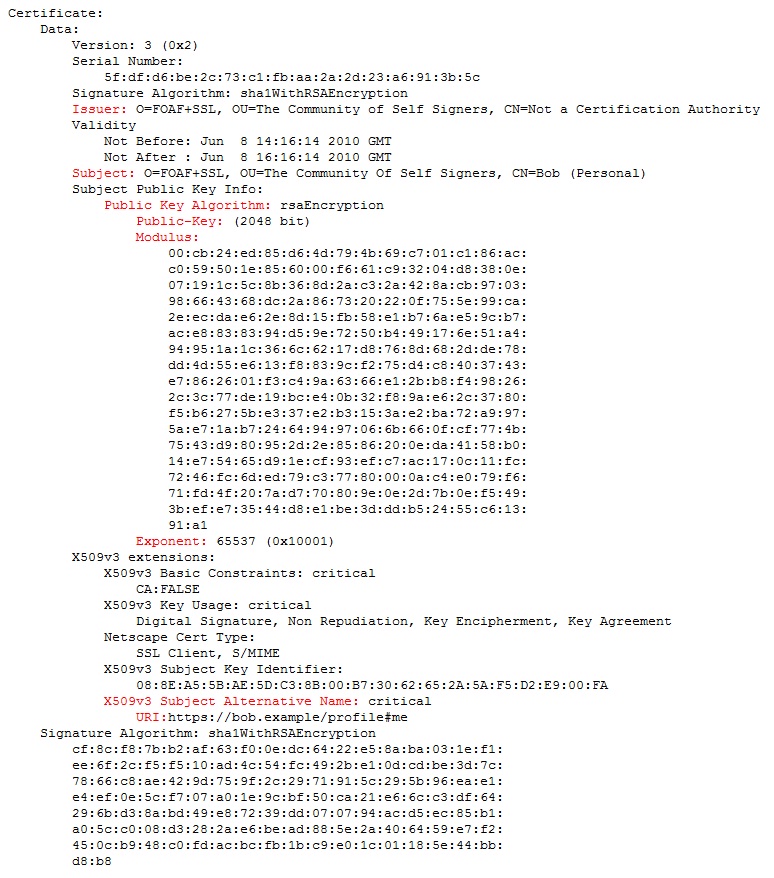 Certificate:
Data:
Version: 3 (0x2)
Serial Number:
5f:df:d6:be:2c:73:c1:fb:aa:2a:2d:23:a6:91:3b:5c
Signature Algorithm: sha1WithRSAEncryption
Issuer: O=FOAF+SSL, OU=The Community of Self Signers, CN=Not a Certification Authority
Validity
Not Before: Jun  8 14:16:14 2010 GMT
Not After : Jun  8 16:16:14 2010 GMT
Subject: O=FOAF+SSL, OU=The Community Of Self Signers, CN=Bob (Personal)
Subject Public Key Info:
Public Key Algorithm: rsaEncryption
Public-Key: (2048 bit)
Modulus:
00:cb:24:ed:85:d6:4d:79:4b:69:c7:01:c1:86:ac:
c0:59:50:1e:85:60:00:f6:61:c9:32:04:d8:38:0e:
07:19:1c:5c:8b:36:8d:2a:c3:2a:42:8a:cb:97:03:
98:66:43:68:dc:2a:86:73:20:22:0f:75:5e:99:ca:
2e:ec:da:e6:2e:8d:15:fb:58:e1:b7:6a:e5:9c:b7:
ac:e8:83:83:94:d5:9e:72:50:b4:49:17:6e:51:a4:
94:95:1a:1c:36:6c:62:17:d8:76:8d:68:2d:de:78:
dd:4d:55:e6:13:f8:83:9c:f2:75:d4:c8:40:37:43:
e7:86:26:01:f3:c4:9a:63:66:e1:2b:b8:f4:98:26:
2c:3c:77:de:19:bc:e4:0b:32:f8:9a:e6:2c:37:80:
f5:b6:27:5b:e3:37:e2:b3:15:3a:e2:ba:72:a9:97:
5a:e7:1a:b7:24:64:94:97:06:6b:66:0f:cf:77:4b:
75:43:d9:80:95:2d:2e:85:86:20:0e:da:41:58:b0:
14:e7:54:65:d9:1e:cf:93:ef:c7:ac:17:0c:11:fc:
72:46:fc:6d:ed:79:c3:77:80:00:0a:c4:e0:79:f6:
71:fd:4f:20:7a:d7:70:80:9e:0e:2d:7b:0e:f5:49:
3b:ef:e7:35:44:d8:e1:be:3d:dd:b5:24:55:c6:13:
91:a1
Exponent: 65537 (0x10001)
X509v3 extensions:
X509v3 Basic Constraints: critical
CA:FALSE
X509v3 Key Usage: critical
Digital Signature, Non Repudiation, Key Encipherment, Key Agreement
Netscape Cert Type:
SSL Client, S/MIME
X509v3 Subject Key Identifier:
08:8E:A5:5B:AE:5D:C3:8B:00:B7:30:62:65:2A:5A:F5:D2:E9:00:FA
X509v3 Subject Alternative Name: critical
URI:https://bob.example/profile#me
Signature Algorithm: sha1WithRSAEncryption
cf:8c:f8:7b:b2:af:63:f0:0e:dc:64:22:e5:8a:ba:03:1e:f1:
ee:6f:2c:f5:f5:10:ad:4c:54:fc:49:2b:e1:0d:cd:be:3d:7c:
78:66:c8:ae:42:9d:75:9f:2c:29:71:91:5c:29:5b:96:ea:e1:
e4:ef:0e:5c:f7:07:a0:1e:9c:bf:50:ca:21:e6:6c:c3:df:64:
29:6b:d3:8a:bd:49:e8:72:39:dd:07:07:94:ac:d5:ec:85:b1:
a0:5c:c0:08:d3:28:2a:e6:be:ad:88:5e:2a:40:64:59:e7:f2:
45:0c:b9:48:c0:fd:ac:bc:fb:1b:c9:e0:1c:01:18:5e:44:bb:
d8:b8